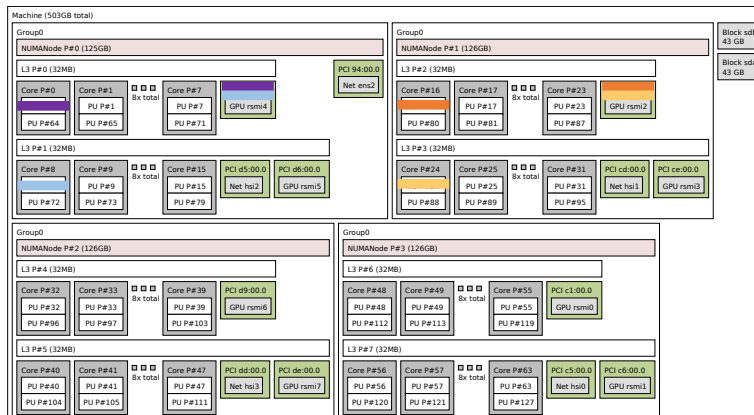 Machine (503GB total)
Group0
NUMANode P#0 (125GB)
L3 P#0 (32MB)
Core P#0
PU P#64
Core P#1
PU P#1
PU P#65
8x total
Core P#7
PU P#7
PU P#71
GPU rsmi4
PCI 94:00.0
Net ens2
L3 P#1 (32MB)
Core P#8
PU P#72
Core P#9
PU P#9
PU P#73
8x total
Core P#15
PU P#15
PU P#79
PCI d5:00.0
Net hsi2
PCI d6:00.0
GPU rsmi5
Group0
NUMANode P#1 (126GB)
L3 P#2 (32MB)
Core P#16
PU P#80
Core P#17
PU P#17
PU P#81
8x total
Core P#23
PU P#23
PU P#87
GPU rsmi2
L3 P#3 (32MB)
Core P#24
PU P#88
Core P#25
PU P#25
PU P#89
8x total
Core P#31
PU P#31
PU P#95
PCI cd:00.0
Net hsi1
PCI ce:00.0
GPU rsmi3
Block
43 GB
Block
43 GB
Group0
NUMANode P#2 (126GB)
L3 P#4 (32MB)
Core P#32
PU P#32
PU P#96
Core P#33
PU P#33
PU P#97
8x total
Core P#39
PU P#39
PU P#103
PCI d9:00.0
GPU rsmi6
L3 P#5 (32MB)
Core P#40
PU P#40
PU P#104
Core P#41
PU P#41
PU P#105
8x total
Core P#47
PU P#47
PU P#111
PCI dd:00.0
Net hsi3
PCI de:00.0
GPU rsmi7
Group0
NUMANode P#3 (126GB)
L3 P#6 (32MB)
Core P#48
PU P#48
PU P#112
Core P#49
PU P#49
PU P#113
8x total
Core P#55
PU P#55
PU P#119
PCI c1:00.0
GPU rsmi0
L3 P#7 (32MB)
Core P#56
PU P#56
PU P#120
Core P#57
PU P#57
PU P#121
8x total
Core P#63
PU P#63
PU P#127
PCI c5:00.0
Net hsi0
PCI c6:00.0
GPU rsmi1